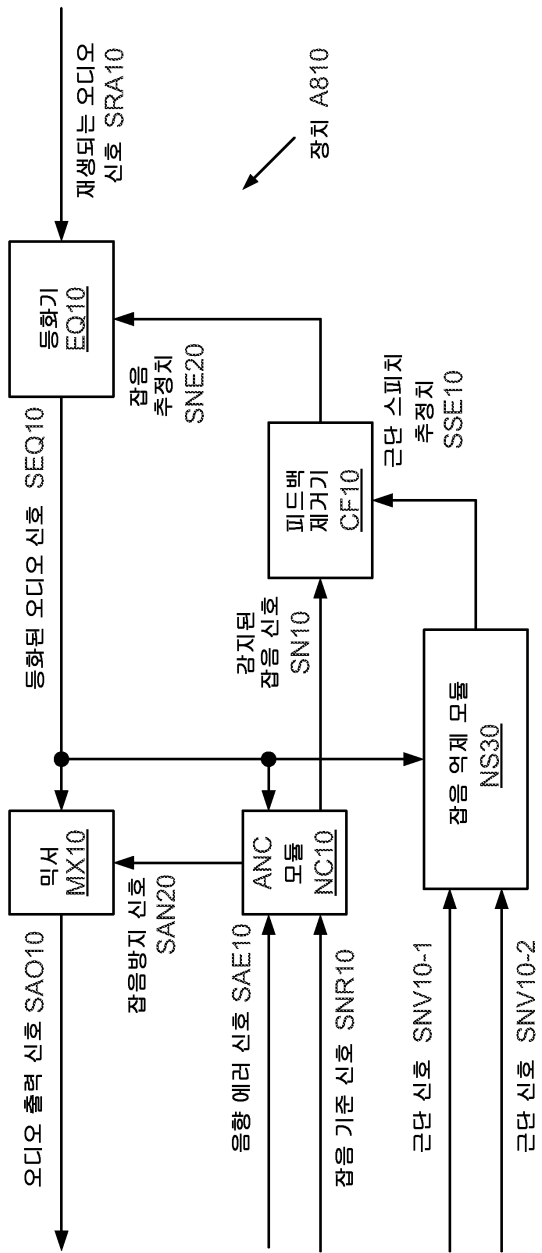 오디오 출력 신호 SAO10
믹서
MX10
등화된 오디오 신호 SEQ10
등화기
EQ10
재생되는 오디오
신호 SRA10
잡음방지 신호
SAN20
잡음
추정치
SNE20
장치 A810
음향 에러 신호 SAE10
잡음 기준 신호 SNR10
ANC
모듈
NC10
감지된
잡음 신호
SN10
피드백
제거기
CF10
근단 스피치
추정치
SSE10
근단 신호 SNV10-1
근단 신호 SNV10-2
잡음 억제 모듈
NS30